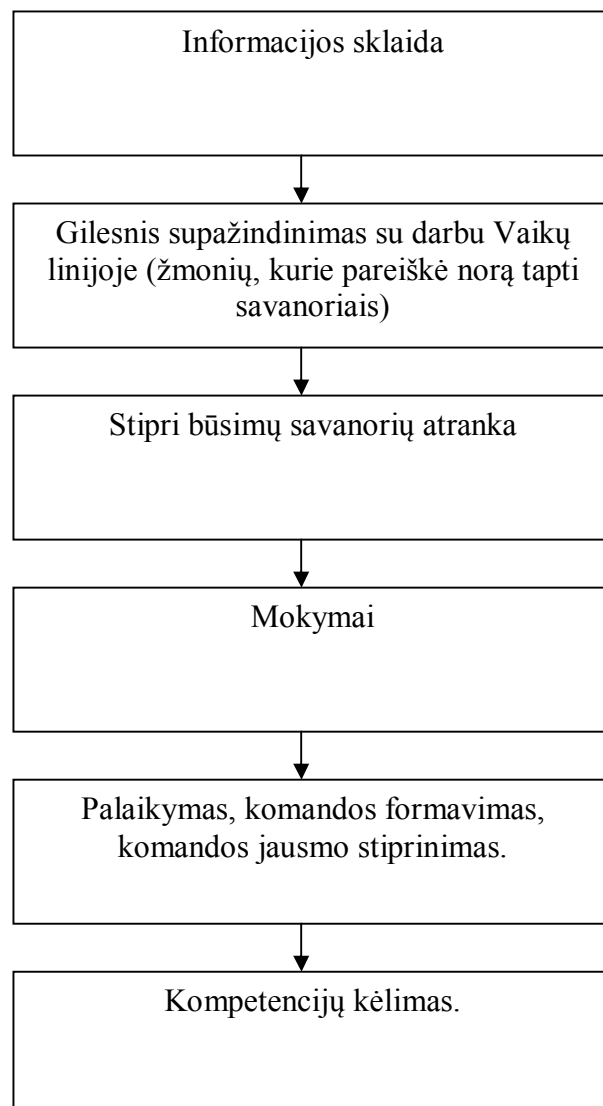 Informacijos sklaida
Gilesnis supažindinimas su darbu Vaikų
linijoje (žmonių, kurie pareiškė norą tapti
savanoriais)
Stipri būsimų savanorių atranka
Mokymai
Palaikymas, komandos formavimas,
komandos jausmo stiprinimas.
Kompetencijų kėlimas.